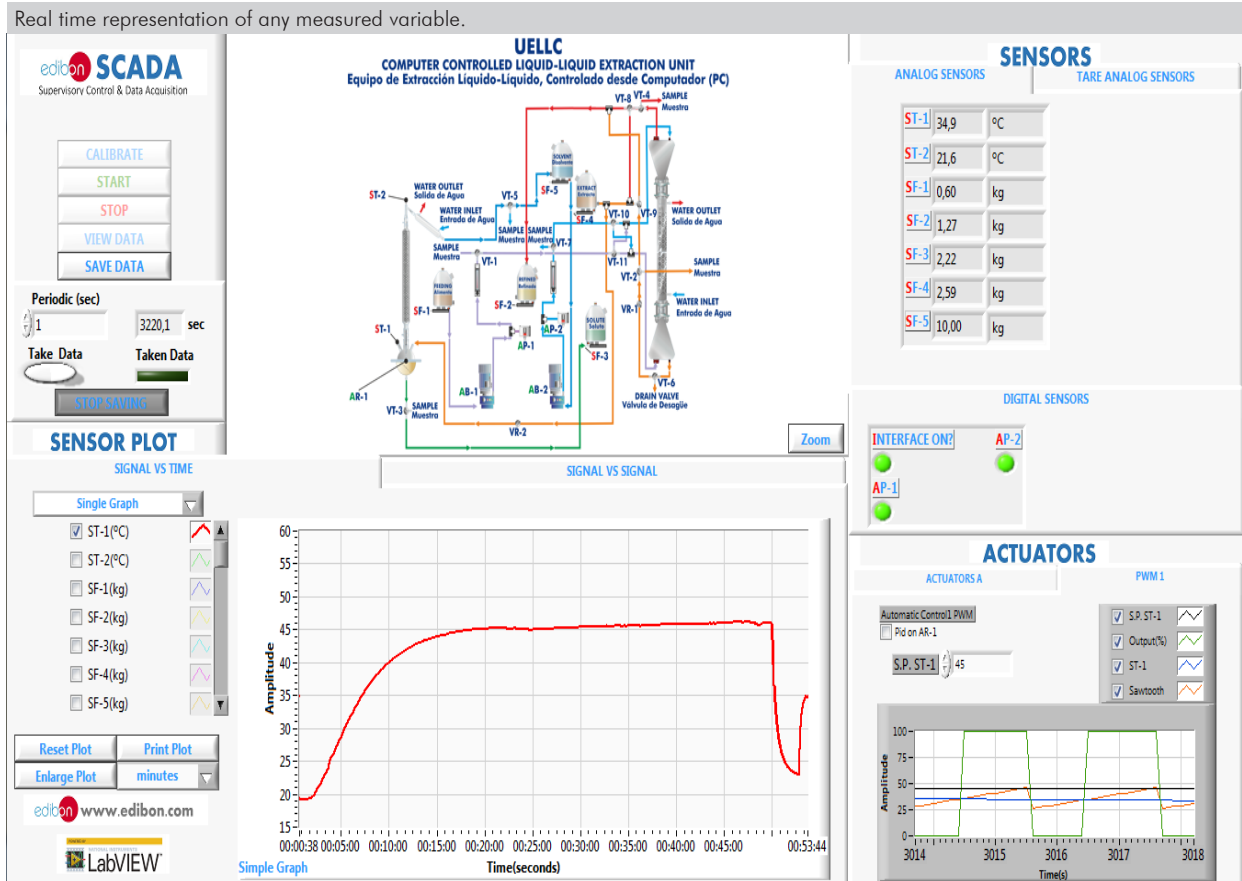 Real time representation of any measured variable.
edibon SCADA
Supervisory Control & Data Acquisition
CALIBRATE
START
STOP
VIEW DATA
SAVE DATA
Periodic (sec)
1
3220,1 sec
Take Data
Taken Data
STOP SAVING
UELLC
COMPUTER CONTROLLED LIQUID-LIQUID EXTRACTION UNIT
Equipo de Extracción Líquido-Líquido, Controlado desde Computador (PC)
VT-8
VT-4
SAMPLE
Muestra
SOLVENT
Disolvente
SF-5
EXTRACT
Extracto
SF-4
ST-2
WATER OUTLET
Salida de Agua
WATER INLET
Entrada de Agua
VT-5
SAMPLE
Muestra
SAMPLE
Muestra
VT-7
VT-10
VT-9
WATER OUTLET
Salida de Agua
SAMPLE
Muestra
VT-1
VT-11
VT-2
SAMPLE
Muestra
FEEDING
Alimento
SF-1
REFINED
Refinado
SF-2
VR-1
WATER INLET
Entrada de Agua
ST-1
AP-1
AP-2
SOLUTE
Soluto
SF-3
AR-1
AB-1
AB-2
VT-6
DRAIN VALVE
Válvula de Desagüe
VT-3
SAMPLE
Muestra
VR-2
Zoom
SENSORS
ANALOG SENSORS
TARE ANALOG SENSORS
ST-1 34,9 ºC
ST-2 21,6 ºC
SF-1 0,60 kg
SF-2 1,27 kg
SF-3 2,22 kg
SF-4 2,59 kg
SF-5 10,00 kg
DIGITAL SENSORS
INTERFACE ON?
AP-2
AP-1
SENSOR PLOT
SIGNAL VS TIME
SIGNAL VS SIGNAL
Single Graph
ST-1(ºC)
ST-2(ºC)
SF-1(kg)
SF-2(kg)
SF-3(kg)
SF-4(kg)
SF-5(kg)
Reset Plot
Print Plot
Enlarge Plot
minutes
edibon www.edibon.com
NATIONAL INSTRUMENTS
LabVIEW
Amplitude
60
55
50
45
40
35
30
25
20
15
00:00:38 00:05:00 00:10:00 00:15:00 00:20:00 00:25:00 00:30:00 00:35:00 00:40:00 00:45:00 00:53:44
Simple Graph
Time(seconds)
ACTUATORS
ACTUATORS A
PWM 1
Automatic Control1 PWM
Pid on AR-1
S.P. ST-1 45
S.P. ST-1
Output(%)
ST-1
Sawtooth
Amplitude
100
75
50
25
0
3014 3015 3016 3017 3018
Time(s)